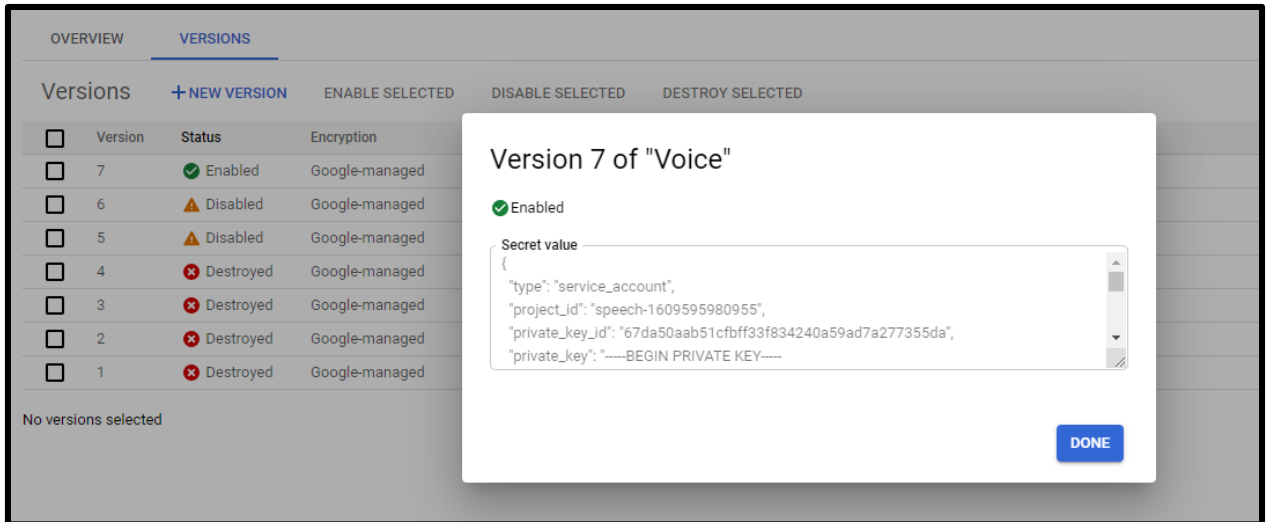 OVERVIEW VERSIONS
Versions + NEW VERSION ENABLE SELECTED DISABLE SELECTED DESTROY SELECTED
Version Status Encryption
7 Enabled Google-managed
6 Disabled Google-managed
5 Disabled Google-managed
4 Destroyed Google-managed
3 Destroyed Google-managed
2 Destroyed Google-managed
1 Destroyed Google-managed
No versions selected
Version 7 of "Voice"
Enabled
Secret value
{
"type": "service_account",
"project_id": "speech-1609595980955",
"private_key_id": "67da50aab51cfbff33f834240a59ad7a277355da",
"private_key": "-----BEGIN PRIVATE KEY-----
DONE